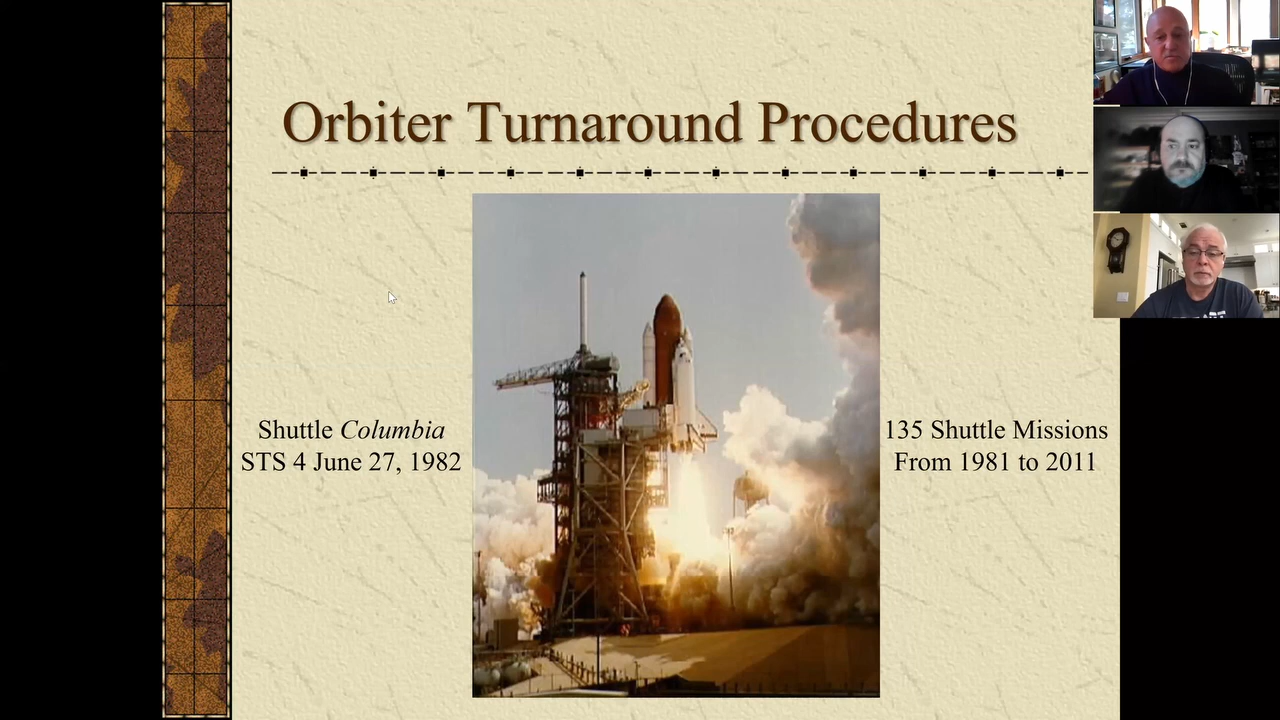 Orbiter Turnaround Procedures
Shuttle Columbia
STS 4 June 27, 1982
135 Shuttle Missions
From 1981 to 2011